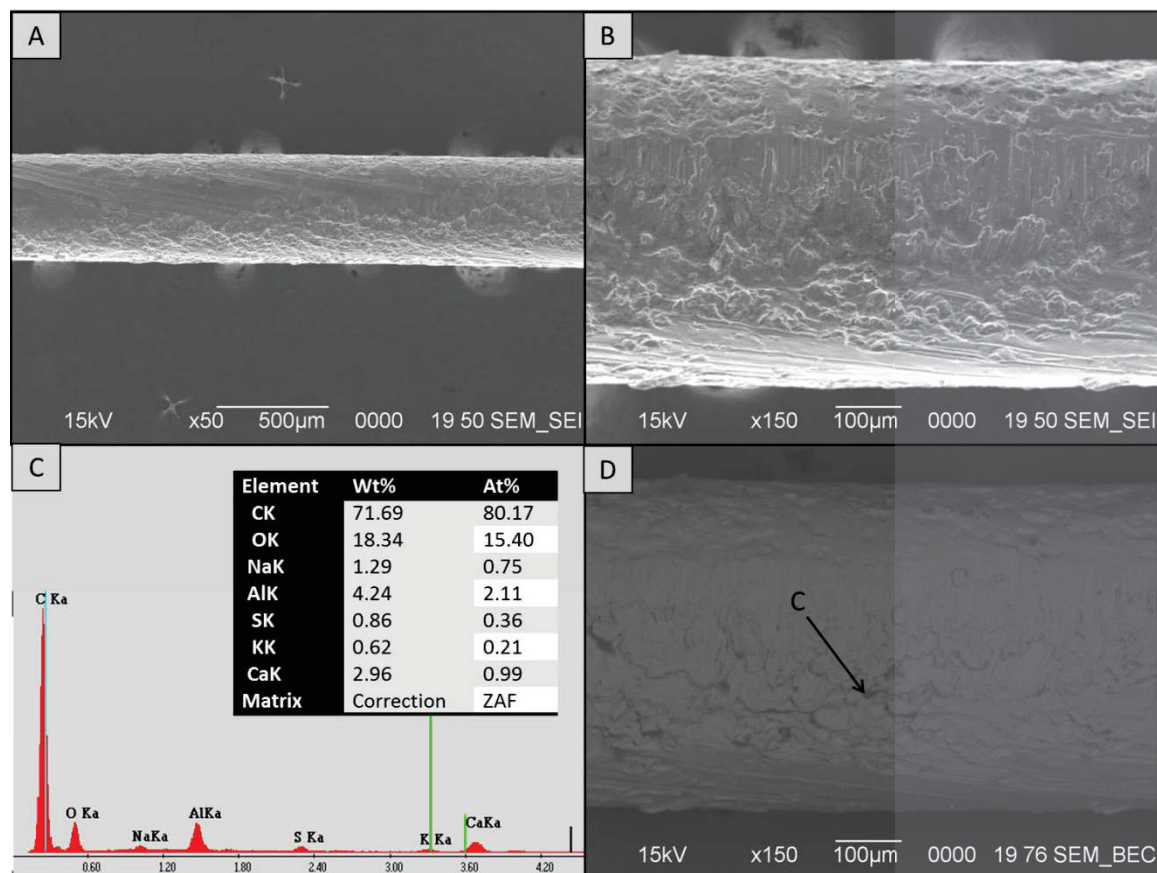 A
15kV x50 500µm 0000 19 50 SEM_SEI
B
15kV x150 100µm 0000 19 50 SEM_SEI
C
Element Wt% At%
CK 71.69 80.17
OK 18.34 15.40
NaK 1.29 0.75
AlK 4.24 2.11
SK 0.86 0.36
KK 0.62 0.21
CaK 2.96 0.99
Matrix Correction ZAF
C Ka
O Ka
NaKa
AlKa
S Ka
K Ka
CaKa
0.60 1.20 1.80 2.40 3.00 3.60 4.20
D
C
15kV x150 100µm 0000 19 76 SEM_BEC